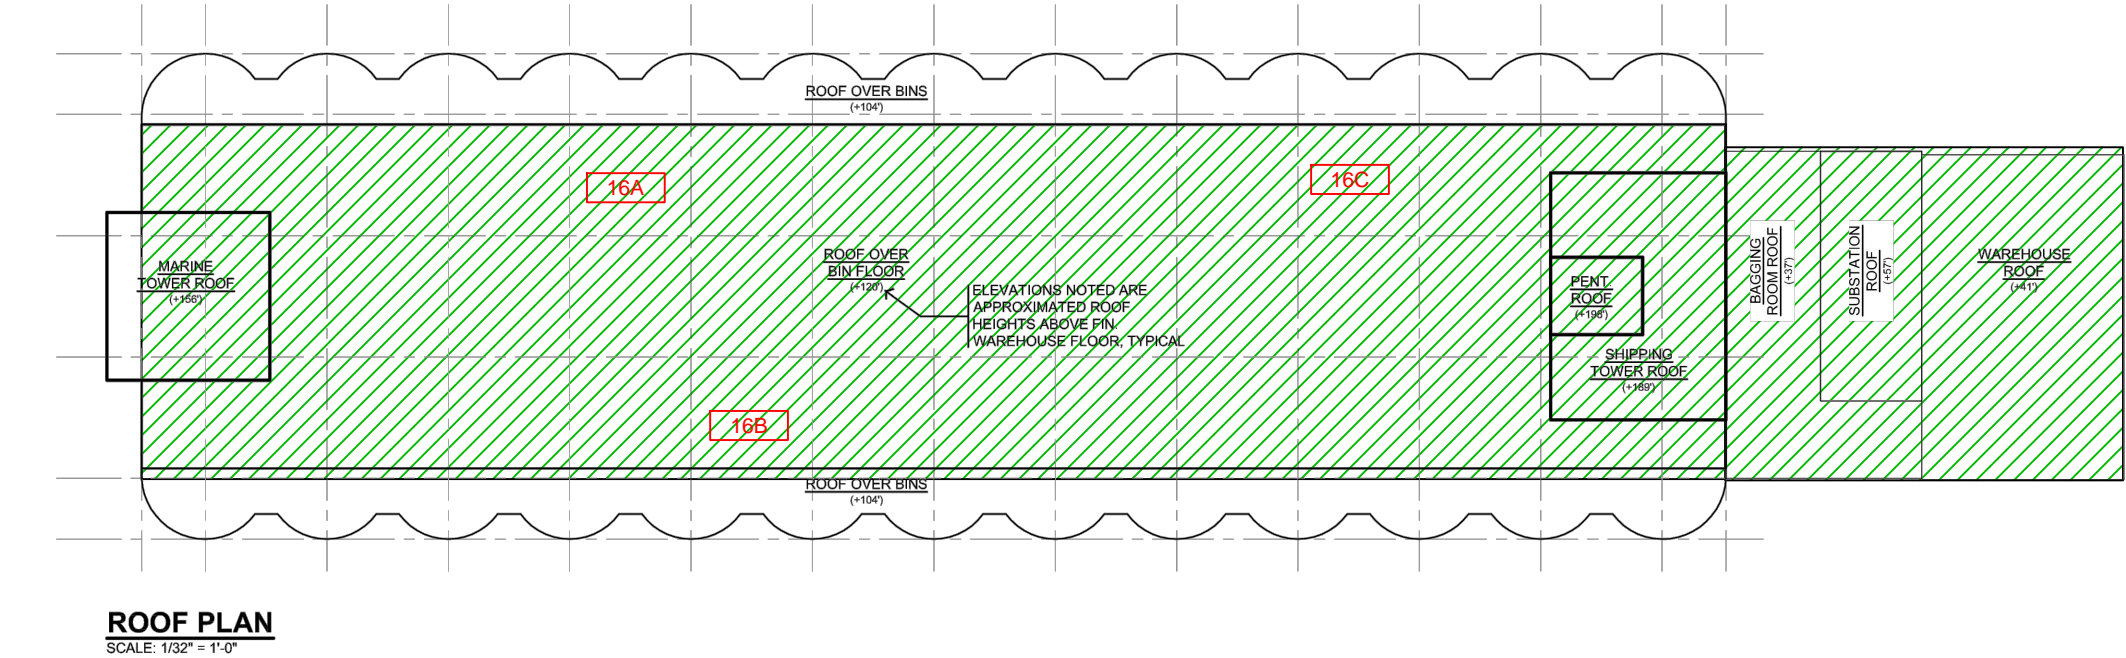 ROOF OVER BINS
(+104')
16A
16C
MARINE
TOWER ROOF
(+156')
ROOF OVER
BIN FLOOR
(+120')
ELEVATIONS NOTED ARE
APPROXIMATED ROOF
HEIGHTS ABOVE FIN.
WAREHOUSE FLOOR, TYPICAL
PENT
ROOF
(+198')
SHIPPING
TOWER ROOF
(+189')
BAGGING
ROOM ROOF
(+37')
SUBSTATION
ROOF
(+57')
WAREHOUSE
ROOF
(+41')
16B
ROOF OVER BINS
(+104')
ROOF PLAN
SCALE: 1/32" = 1'-0"